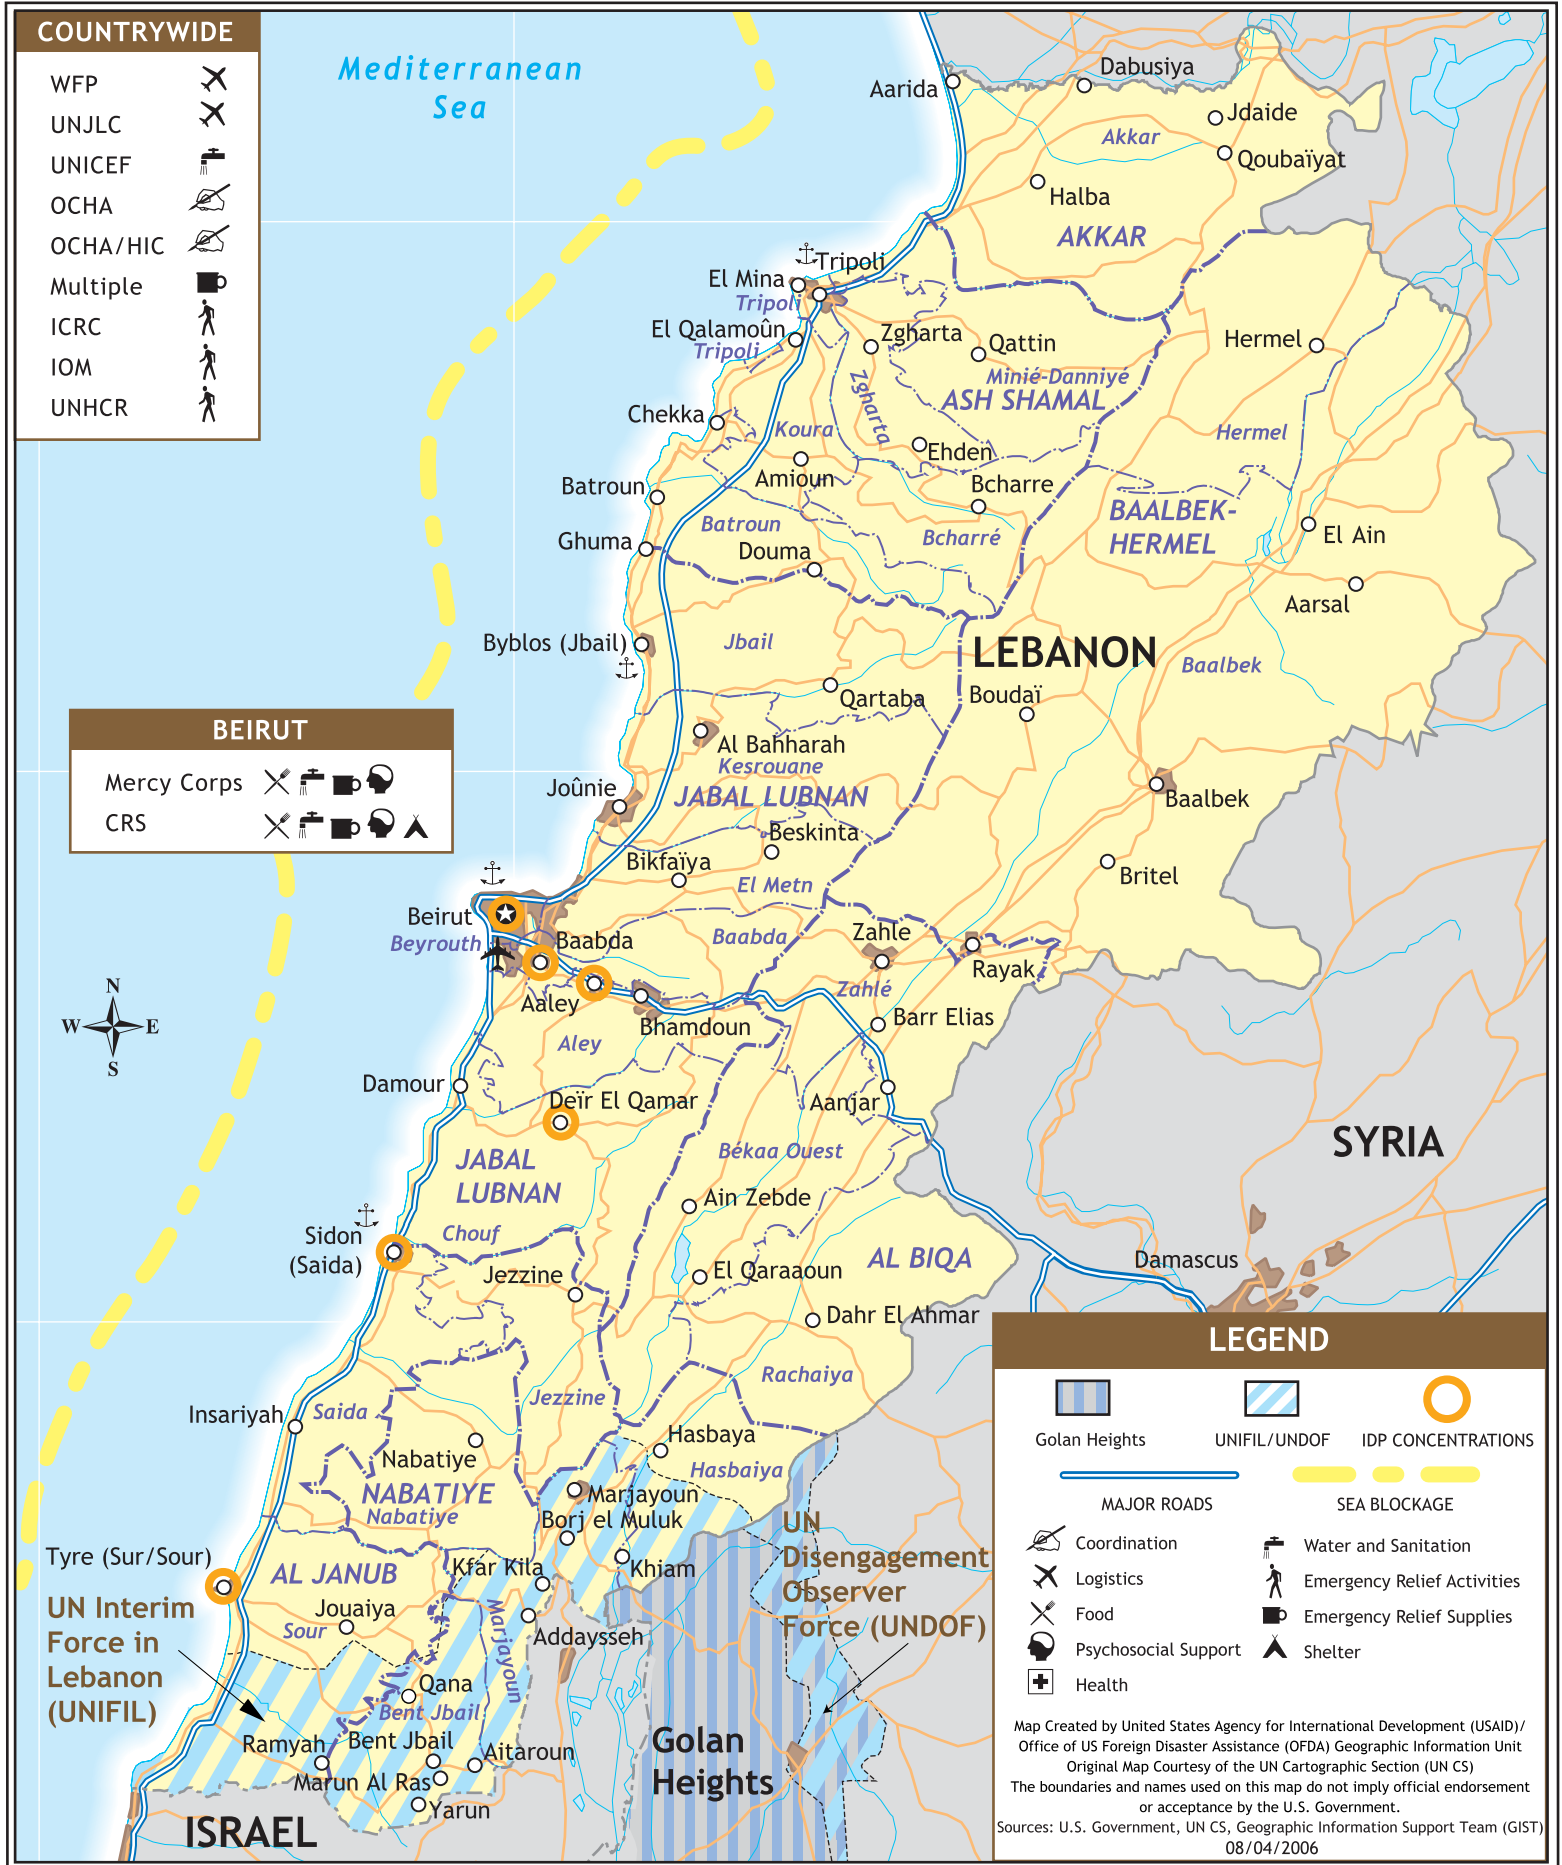 COUNTRYWIDE
WFP
UNJLC
UNICEF
OCHA
OCHA/HIC
Multiple
ICRC
IOM
UNHCR
Mediterranean
Sea
Aarida
Dabusiya
Jdaide
Akkar
Qoubaïyat
Halba
AKKAR
Tripoli
El Mina
Tripoli
El Qalamoûn
Tripoli
Zgharta
Qattin
Hermel
Zgharta
Minié-Danniyé
ASH SHAMAL
Chekka
Koura
Hermel
Ehden
Amioun
Bcharre
Batroun
Batroun
BAALBEK-
HERMEL
Bcharré
El Ain
Ghuma
Douma
Aarsal
Byblos (Jbail)
Jbail
LEBANON
Baalbek
Qartaba
Boudaï
BEIRUT
Mercy Corps
CRS
Al Bahharah
Kesrouane
Joûnie
JABAL LUBNAN
Baalbek
Beskinta
Bikfaïya
El Metn
Britel
Beirut
Beyrouth
Baabda
Baabda
Zahle
Rayak
Zahlé
Aaley
Bhamdoun
Barr Elias
N
W
E
S
Aley
Damour
Deïr El Qamar
Aanjar
SYRIA
JABAL
LUBNAN
Békaa Ouest
Ain Zebde
Chouf
Sidon
(Saida)
AL BIQA
Damascus
Jezzine
El Qaraaoun
Dahr El Ahmar
Rachaiya
Jezzine
Insariyah
Saida
Hasbaya
Nabatiye
Hasbaiya
NABATIYE
Nabatiye
Marjayoun
Borj el Muluk
UN
Disengagement
Observer
Force (UNDOF)
Tyre (Sur/Sour)
AL JANUB
Kfar Kila
Khiam
UN Interim
Force in
Lebanon
(UNIFIL)
Jouaiya
Sour
Marjayoun
Addaysseh
Qana
Bent Jbail
Ramyah
Bent Jbail
Aitaroun
Marun Al Ras
Yarun
Golan
Heights
ISRAEL
LEGEND
Golan Heights
UNIFIL/UNDOF
IDP CONCENTRATIONS
MAJOR ROADS
SEA BLOCKAGE
Coordination
Water and Sanitation
Logistics
Emergency Relief Activities
Food
Emergency Relief Supplies
Psychosocial Support
Shelter
Health
Map Created by United States Agency for International Development (USAID)/
Office of US Foreign Disaster Assistance (OFDA) Geographic Information Unit
Original Map Courtesy of the UN Cartographic Section (UN CS)
The boundaries and names used on this map do not imply official endorsement
or acceptance by the U.S. Government.
Sources: U.S. Government, UN CS, Geographic Information Support Team (GIST)
08/04/2006